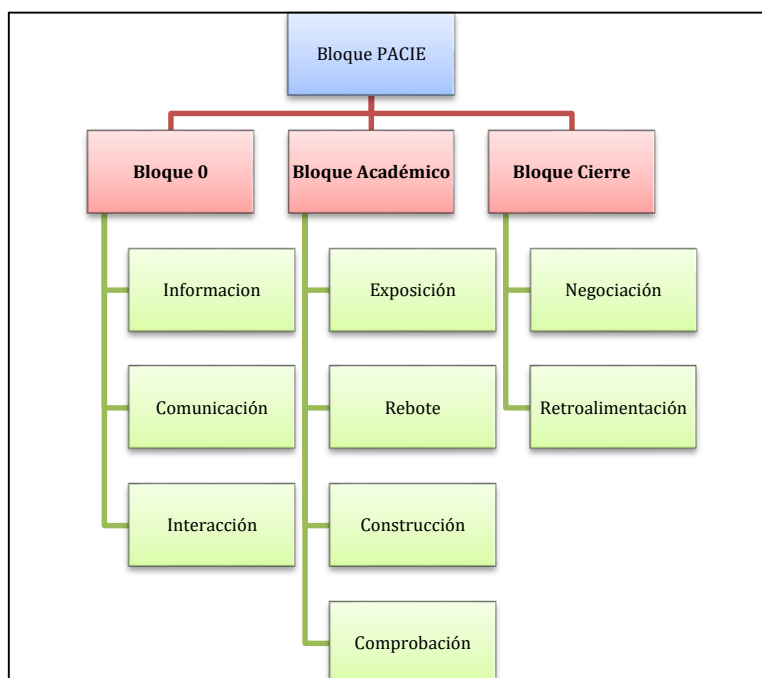 Bloque PACIE
Bloque 0
Bloque Académico
Bloque Cierre
Informacion
Exposición
Negociación
Comunicación
Rebote
Retroalimentación
Interacción
Construcción
Comprobación